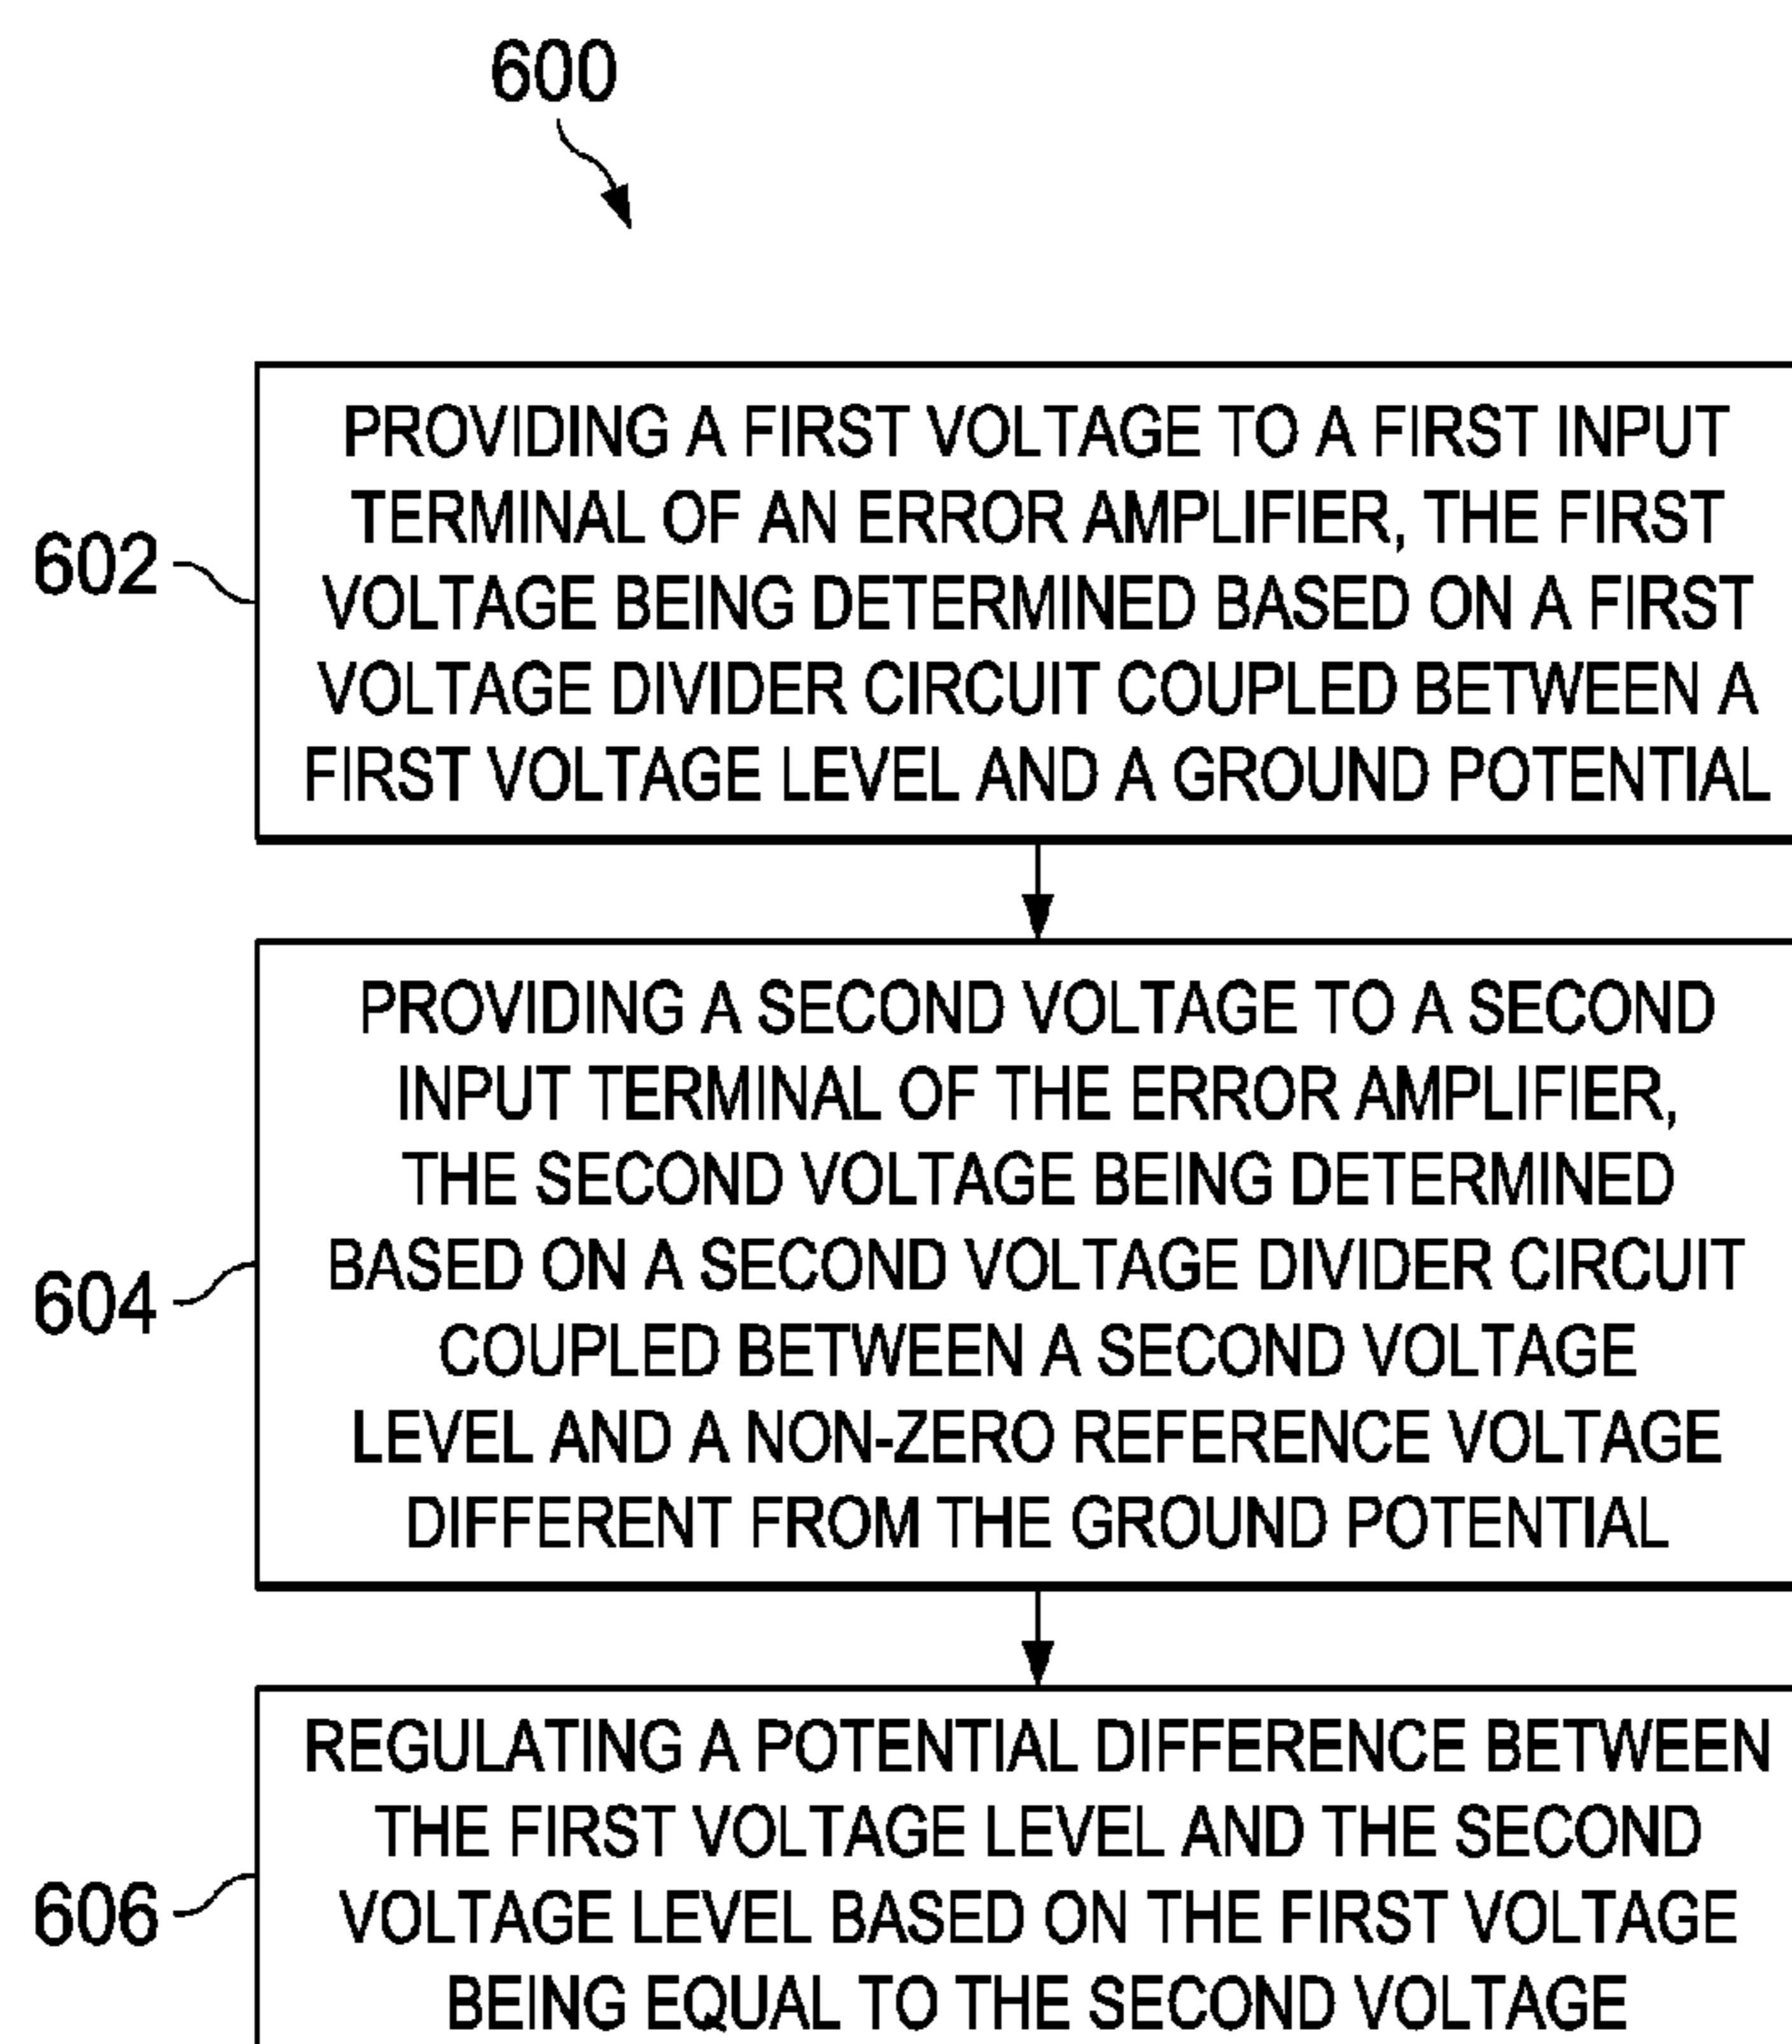 600
602
PROVIDING A FIRST VOLTAGE TO A FIRST INPUT
TERMINAL OF AN ERROR AMPLIFIER, THE FIRST
VOLTAGE BEING DETERMINED BASED ON A FIRST
VOLTAGE DIVIDER CIRCUIT COUPLED BETWEEN A
FIRST VOLTAGE LEVEL AND A GROUND POTENTIAL
604
PROVIDING A SECOND VOLTAGE TO A SECOND
INPUT TERMINAL OF THE ERROR AMPLIFIER,
THE SECOND VOLTAGE BEING DETERMINED
BASED ON A SECOND VOLTAGE DIVIDER CIRCUIT
COUPLED BETWEEN A SECOND VOLTAGE
LEVEL AND A NON-ZERO REFERENCE VOLTAGE
DIFFERENT FROM THE GROUND POTENTIAL
606
REGULATING A POTENTIAL DIFFERENCE BETWEEN
THE FIRST VOLTAGE LEVEL AND THE SECOND
VOLTAGE LEVEL BASED ON THE FIRST VOLTAGE
BEING EQUAL TO THE SECOND VOLTAGE